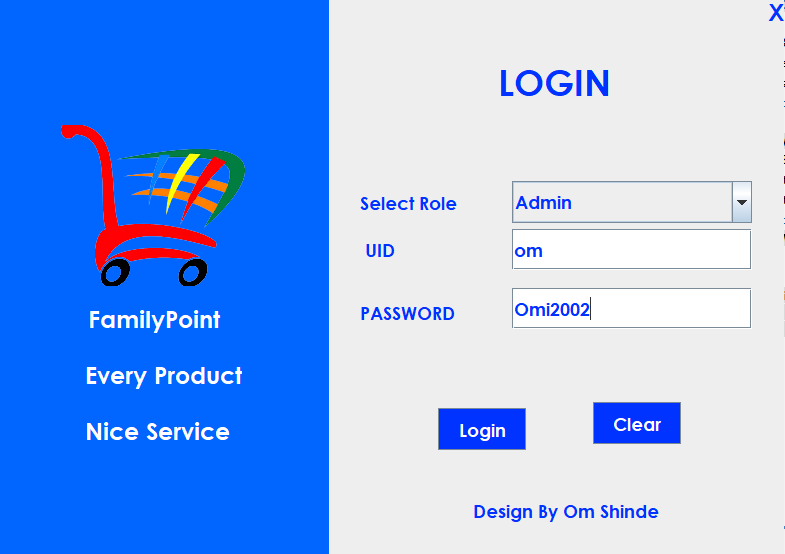 X
LOGIN
Select Role
Admin
UID
om
PASSWORD
Omi2002
FamilyPoint
Every Product
Nice Service
Login
Clear
Design By Om Shinde